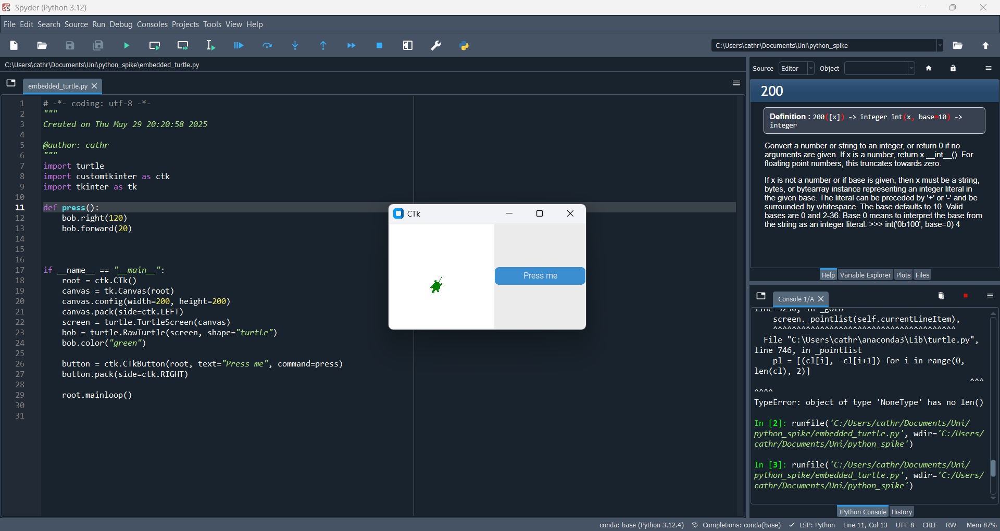 Spyder (Python 3.12)
File Edit Search Source Run Debug Consoles Projects Tools View Help
C:\Users\cathr\Documents\Uni\python_spike
C:\Users\cathr\Documents\Uni\python_spike\embedded_turtle.py
embedded_turtle.py
1 # -*- coding: utf-8 -*-
2 """
3 Created on Thu May 29 20:20:58 2025
4
5 @author: cathr
6 """
7 import turtle
8 import customtkinter as ctk
9 import tkinter as tk
10
11 def press():
12     bob.right(120)
13     bob.forward(20)
14
15
16
17 if __name__ == "__main__":
18     root = ctk.CTk()
19     canvas = tk.Canvas(root)
20     canvas.config(width=200, height=200)
21     canvas.pack(side=ctk.LEFT)
22     screen = turtle.TurtleScreen(canvas)
23     bob = turtle.RawTurtle(screen, shape="turtle")
24     bob.color("green")
25
26     button = ctk.CTkButton(root, text="Press me", command=press)
27     button.pack(side=ctk.RIGHT)
28
29     root.mainloop()
30
31
CTk
Press me
Source Editor Object
200
Definition : 200([x]) -> integer int(x, base=10) ->
integer
Convert a number or string to an integer, or return 0 if no
arguments are given. If x is a number, return x.__int__(). For
floating point numbers, this truncates towards zero.
If x is not a number or if base is given, then x must be a string,
bytes, or bytearray instance representing an integer literal in
the given base. The literal can be preceded by '+' or '-' and be
surrounded by whitespace. The base defaults to 10. Valid
bases are 0 and 2-36. Base 0 means to interpret the base from
the string as an integer literal. >>> int('0b100', base=0) 4
Help Variable Explorer Plots Files
Console 1/A
line 3230, in _goto
screen._pointlist(self.currentLineItem),
^^^^^^^^^^^^^^^^^^^^^^^^^^^^^^^^^^^^^^^
File "C:\Users\cathr\anaconda3\Lib\turtle.py",
line 746, in _pointlist
pl = [(cl[i], -cl[i+1]) for i in range(0,
len(cl), 2)]
^^^
^^^^
TypeError: object of type 'NoneType' has no len()
In [2]: runfile('C:/Users/cathr/Documents/Uni/
python_spike/embedded_turtle.py', wdir='C:/Users/
cathr/Documents/Uni/python_spike')
In [3]: runfile('C:/Users/cathr/Documents/Uni/
python_spike/embedded_turtle.py', wdir='C:/Users/
cathr/Documents/Uni/python_spike')
IPython Console History
conda: base (Python 3.12.4) Completions: conda(base) LSP: Python Line 11, Col 13 UTF-8 CRLF RW Mem 87%